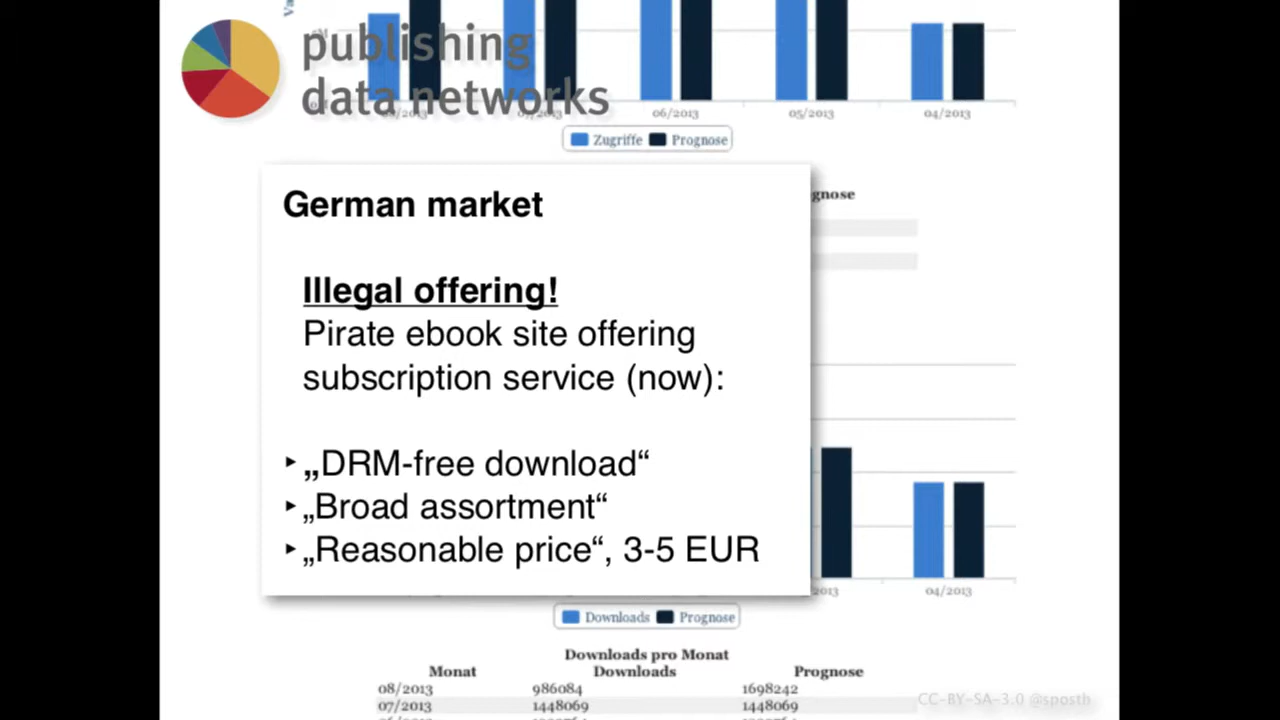 publishing
data networks
06/2013
05/2013
04/2013
Zugriffe
Prognose
German market
Illegal offering!
Pirate ebook site offering
subscription service (now):
‣ „DRM-free download“
‣ „Broad assortment“
‣ „Reasonable price“, 3-5 EUR
04/2013
Downloads
Prognose
Downloads pro Monat
Monat Downloads Prognose
08/2013 986084 1698242
07/2013 1448069 1448069
CC-BY-SA-3.0 @sposth